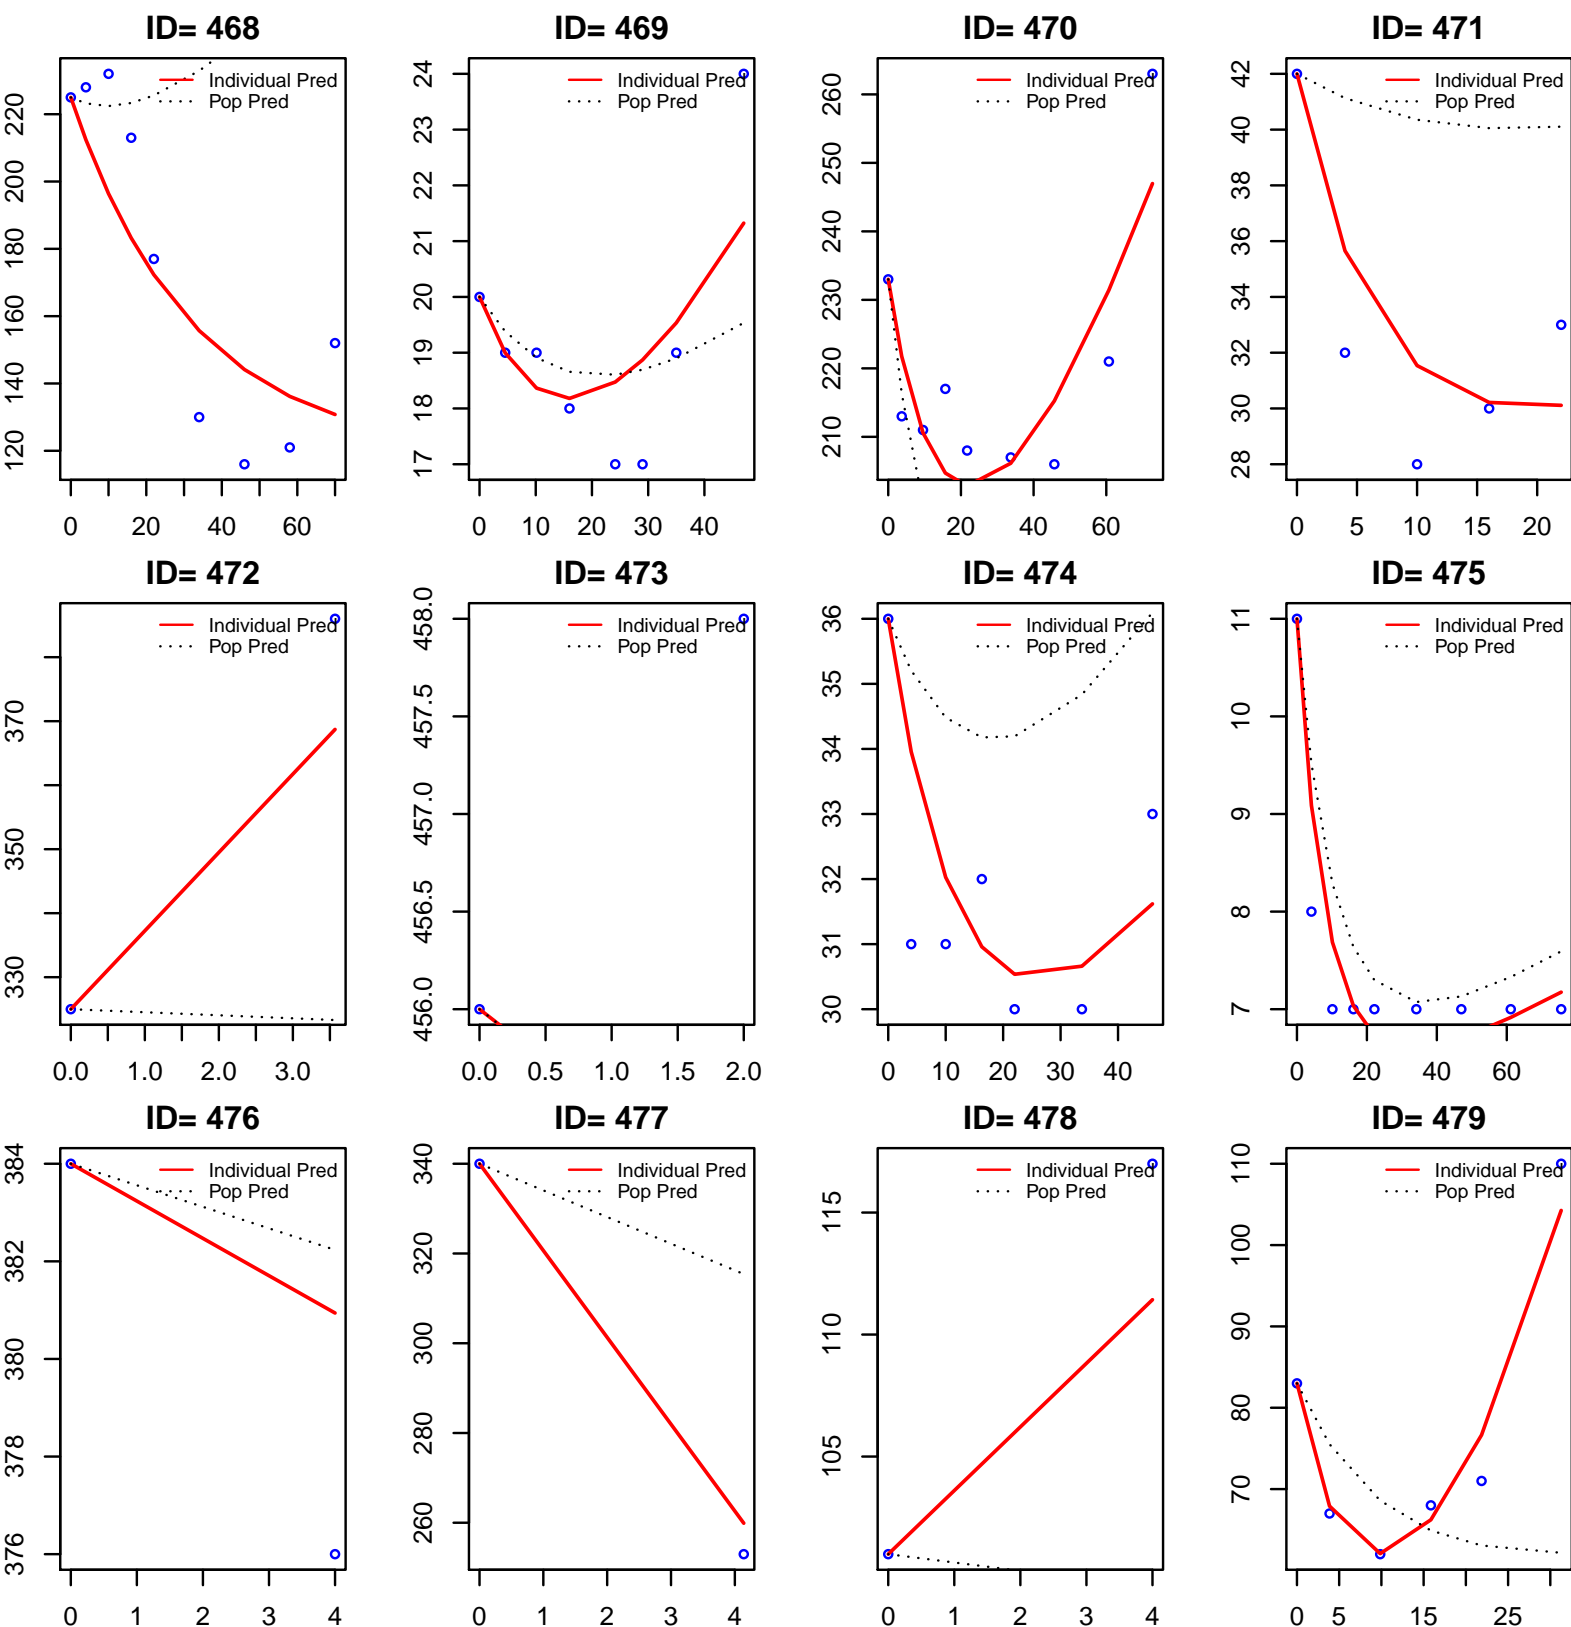 ID= 468
Individual Pred
Pop Pred
120 140 160 180 200 220
0 20 40 60
ID= 469
Individual Pred
Pop Pred
17 18 19 20 21 22 23 24
0 10 20 30 40
ID= 470
Individual Pred
Pop Pred
210 220 230 240 250 260
0 20 40 60
ID= 471
Individual Pred
Pop Pred
28 30 32 34 36 38 40 42
0 5 10 15 20
ID= 472
Individual Pred
Pop Pred
330 350 370
0.0 1.0 2.0 3.0
ID= 473
Individual Pred
Pop Pred
456.0 456.5 457.0 457.5 458.0
0.0 0.5 1.0 1.5 2.0
ID= 474
Individual Pred
Pop Pred
30 31 32 33 34 35 36
0 10 20 30 40
ID= 475
Individual Pred
Pop Pred
7 8 9 10 11
0 20 40 60
ID= 476
Individual Pred
Pop Pred
376 378 380 382 384
0 1 2 3 4
ID= 477
Individual Pred
Pop Pred
260 280 300 320 340
0 1 2 3 4
ID= 478
Individual Pred
Pop Pred
105 110 115
0 1 2 3 4
ID= 479
Individual Pred
Pop Pred
70 80 90 100 110
0 5 15 25